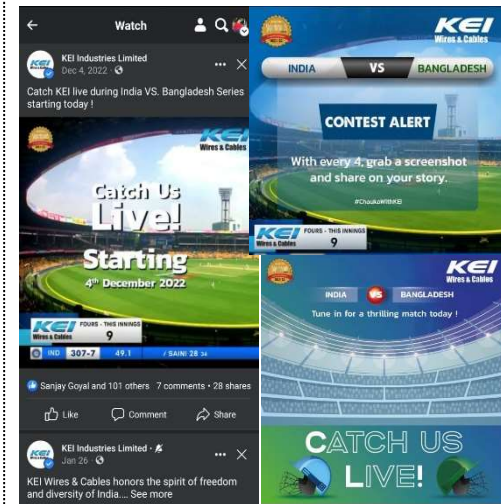 Watch
KEI Industries Limited
Dec 4, 2022
Catch KEI live during India VS. Bangladesh Series
starting today !
KEI
Wires & Cables
Catch Us
Live!
Starting
4th December 2022
KEI
Wires & Cables
FOURS - THIS INNINGS
9
IND 307-7 49.1 / SAINI 28 34
Sanjay Goyal and 101 others 7 comments • 28 shares
Like Comment Share
KEI Industries Limited
Jan 26
KEI Wires & Cables honors the spirit of freedom
and diversity of India.... See more
KEI
Wires & Cables
INDIA VS BANGLADESH
CONTEST ALERT
With every 4, grab a screenshot
and share on your story.
#ChaukaWithKEI
KEI
Wires & Cables
FOURS - THIS INNINGS
9
KEI
Wires & Cables
INDIA VS BANGLADESH
Tune in for a thrilling match today !
CATCH US
LIVE!